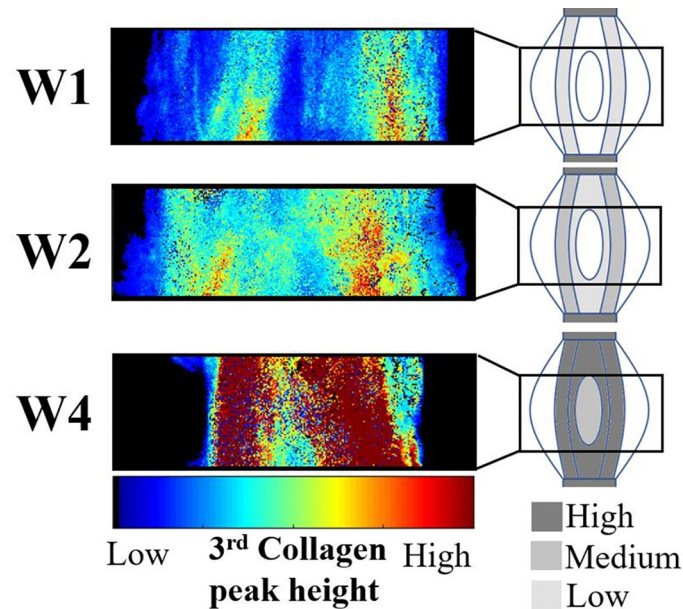 W1
W2
W4
Low
3rd Collagen
peak height
High
High
Medium
Low